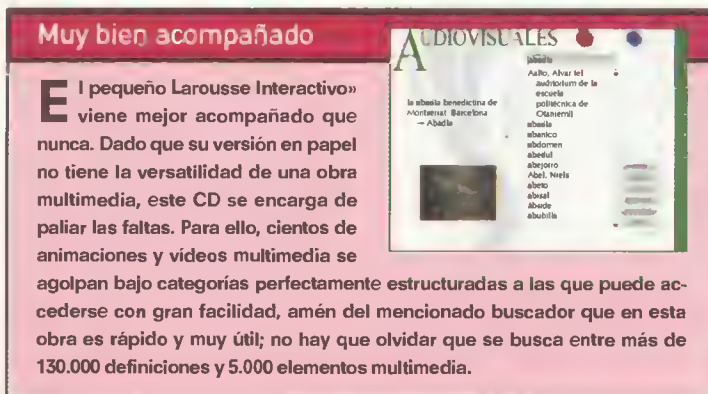 Muy bien acompañado
El pequeño Larousse Interactivo»
viene mejor acompañado que
nunca. Dado que su versión en papel
no tiene la versatilidad de una obra
multimedia, este CD se encarga de
paliar las faltas. Para ello, cientos de
animaciones y vídeos multimedia se
agolpan bajo categorías perfectamente estructuradas a las que puede ac-
cederse con gran facilidad, amén del mencionado buscador que en esta
obra es rápido y muy útil; no hay que olvidar que se busca entre más de
130.000 definiciones y 5.000 elementos multimedia.
AUDIOVISUALES
la abadía benedictina de
Montserrat. Barcelona
→ Abadía
Aalto, Alvar (el
auditorium de la
escuela
politécnica de
Otaniemi)
abadía
abanico
abdomen
abedul
abejorro
Abel, Niels
abeto
abisal
ábside
abubilla